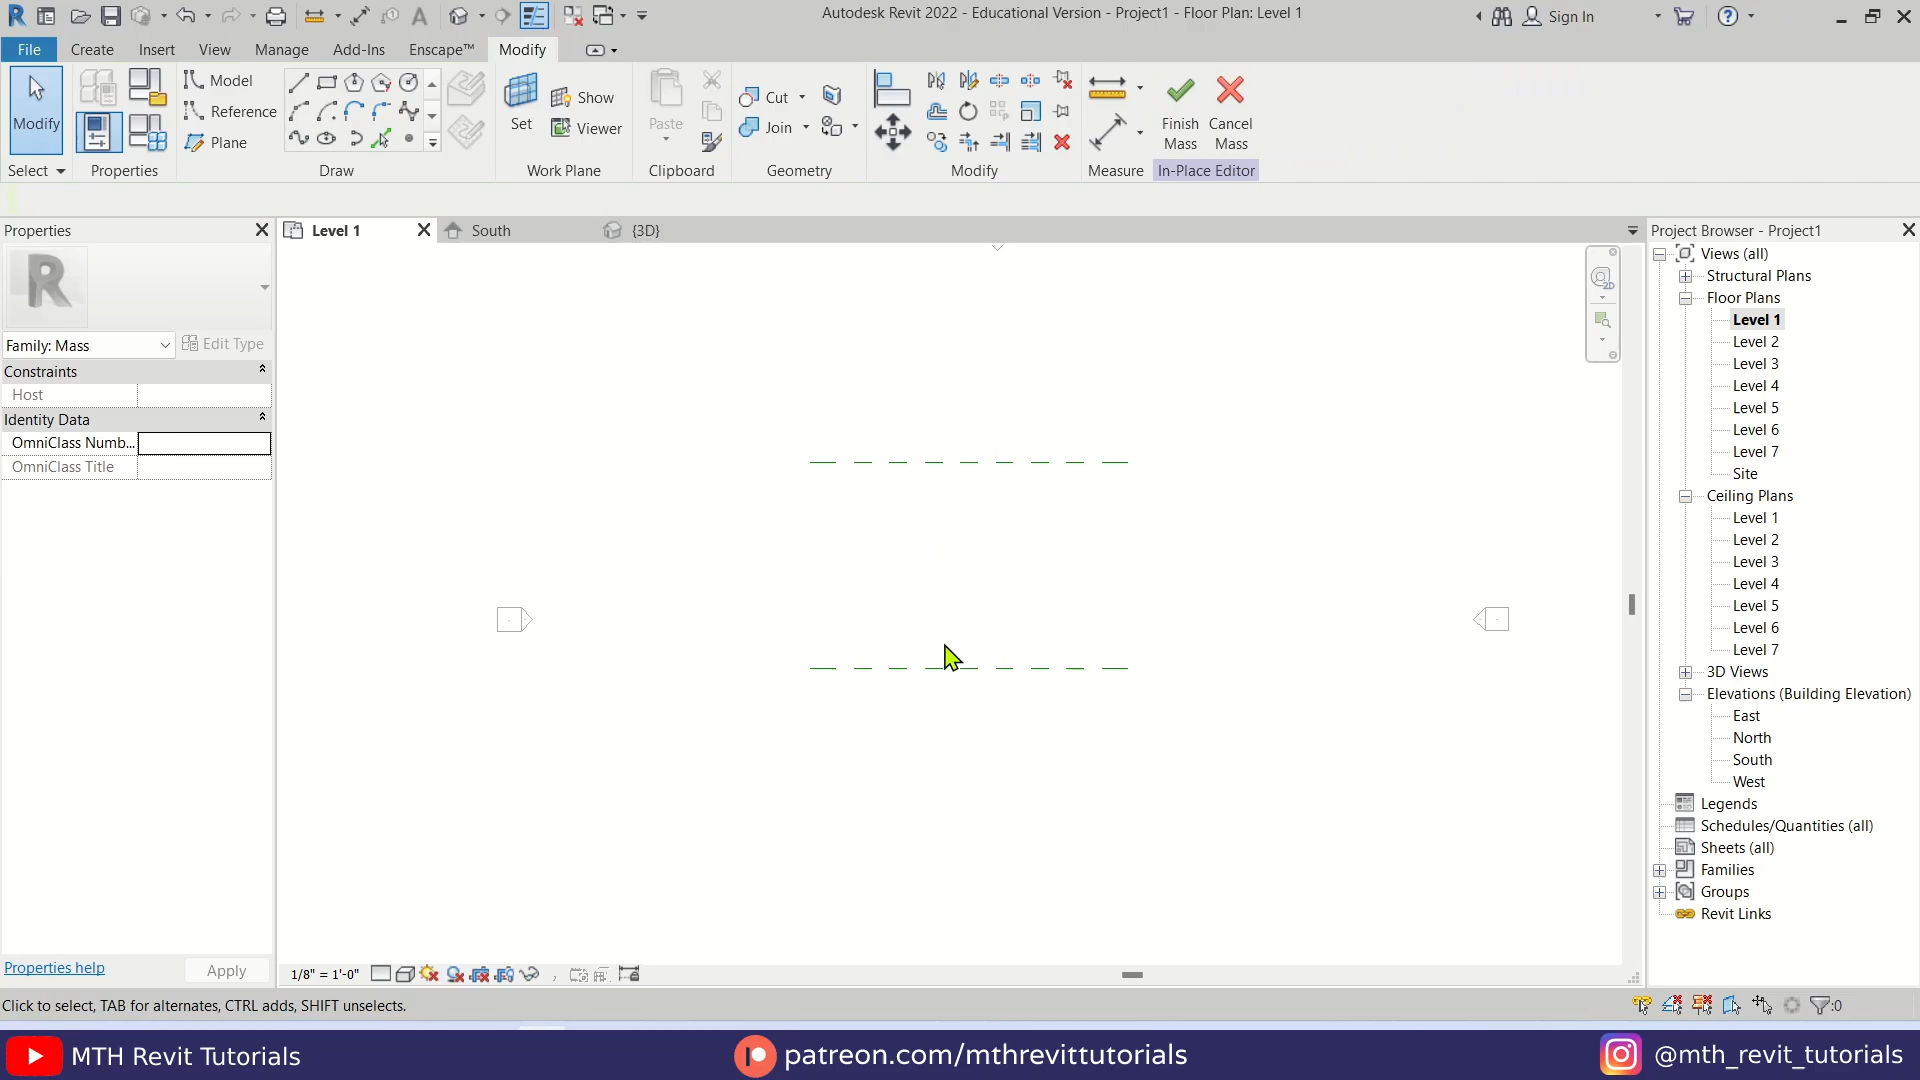 Autodesk Revit 2022 - Educational Version - Project1 - Floor Plan: Level 1
Sign In
File
Create
Insert
View
Manage
Add-Ins
Enscape™
Modify
Modify
Model
Reference
Plane
Set
Show
Viewer
Paste
Cut
Join
Finish Mass
Cancel Mass
Select
Properties
Draw
Work Plane
Clipboard
Geometry
Modify
Measure
In-Place Editor
Properties
R
Family: Mass
Edit Type
Constraints
Host
Identity Data
OmniClass Numb...
OmniClass Title
Properties help
Apply
Level 1
South
{3D}
2D
1/8" = 1'-0"
Project Browser - Project1
Views (all)
Structural Plans
Floor Plans
Level 1
Level 2
Level 3
Level 4
Level 5
Level 6
Level 7
Site
Ceiling Plans
Level 1
Level 2
Level 3
Level 4
Level 5
Level 6
Level 7
3D Views
Elevations (Building Elevation)
East
North
South
West
Legends
Schedules/Quantities (all)
Sheets (all)
Families
Groups
Revit Links
Click to select, TAB for alternates, CTRL adds, SHIFT unselects.
:0
MTH Revit Tutorials
patreon.com/mthrevittutorials
@mth_revit_tutorials